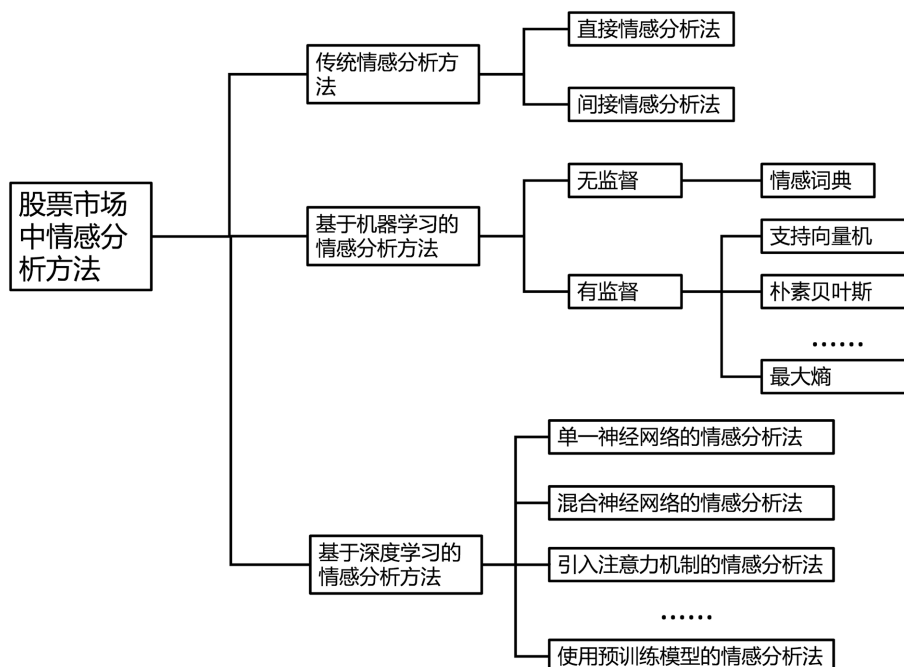 股票市场
中情感分
析方法
传统情感分析方
法
直接情感分析法
间接情感分析法
基于机器学习的
情感分析方法
无监督
情感词典
有监督
支持向量机
朴素贝叶斯
……
最大熵
基于深度学习的
情感分析方法
单一神经网络的情感分析法
混合神经网络的情感分析法
引入注意力机制的情感分析法
……
使用预训练模型的情感分析法